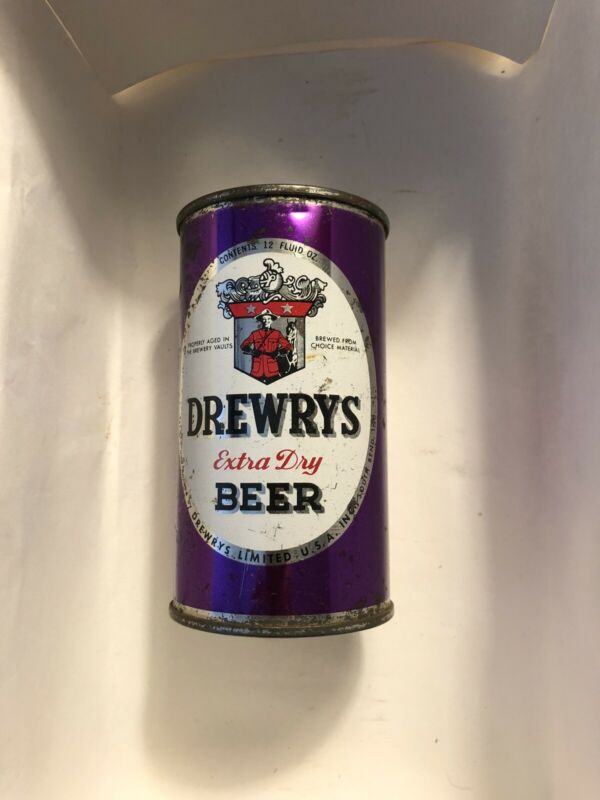 CONTENTS 12 FLUID OZ.
PROPERLY AGED IN
THE BREWERY VAULTS
BREWED FROM
CHOICE MATERIAL
DREWRYS
Extra Dry
BEER
DREWRYS LIMITED U.S.A. INC. SOUTH BEND, IND.